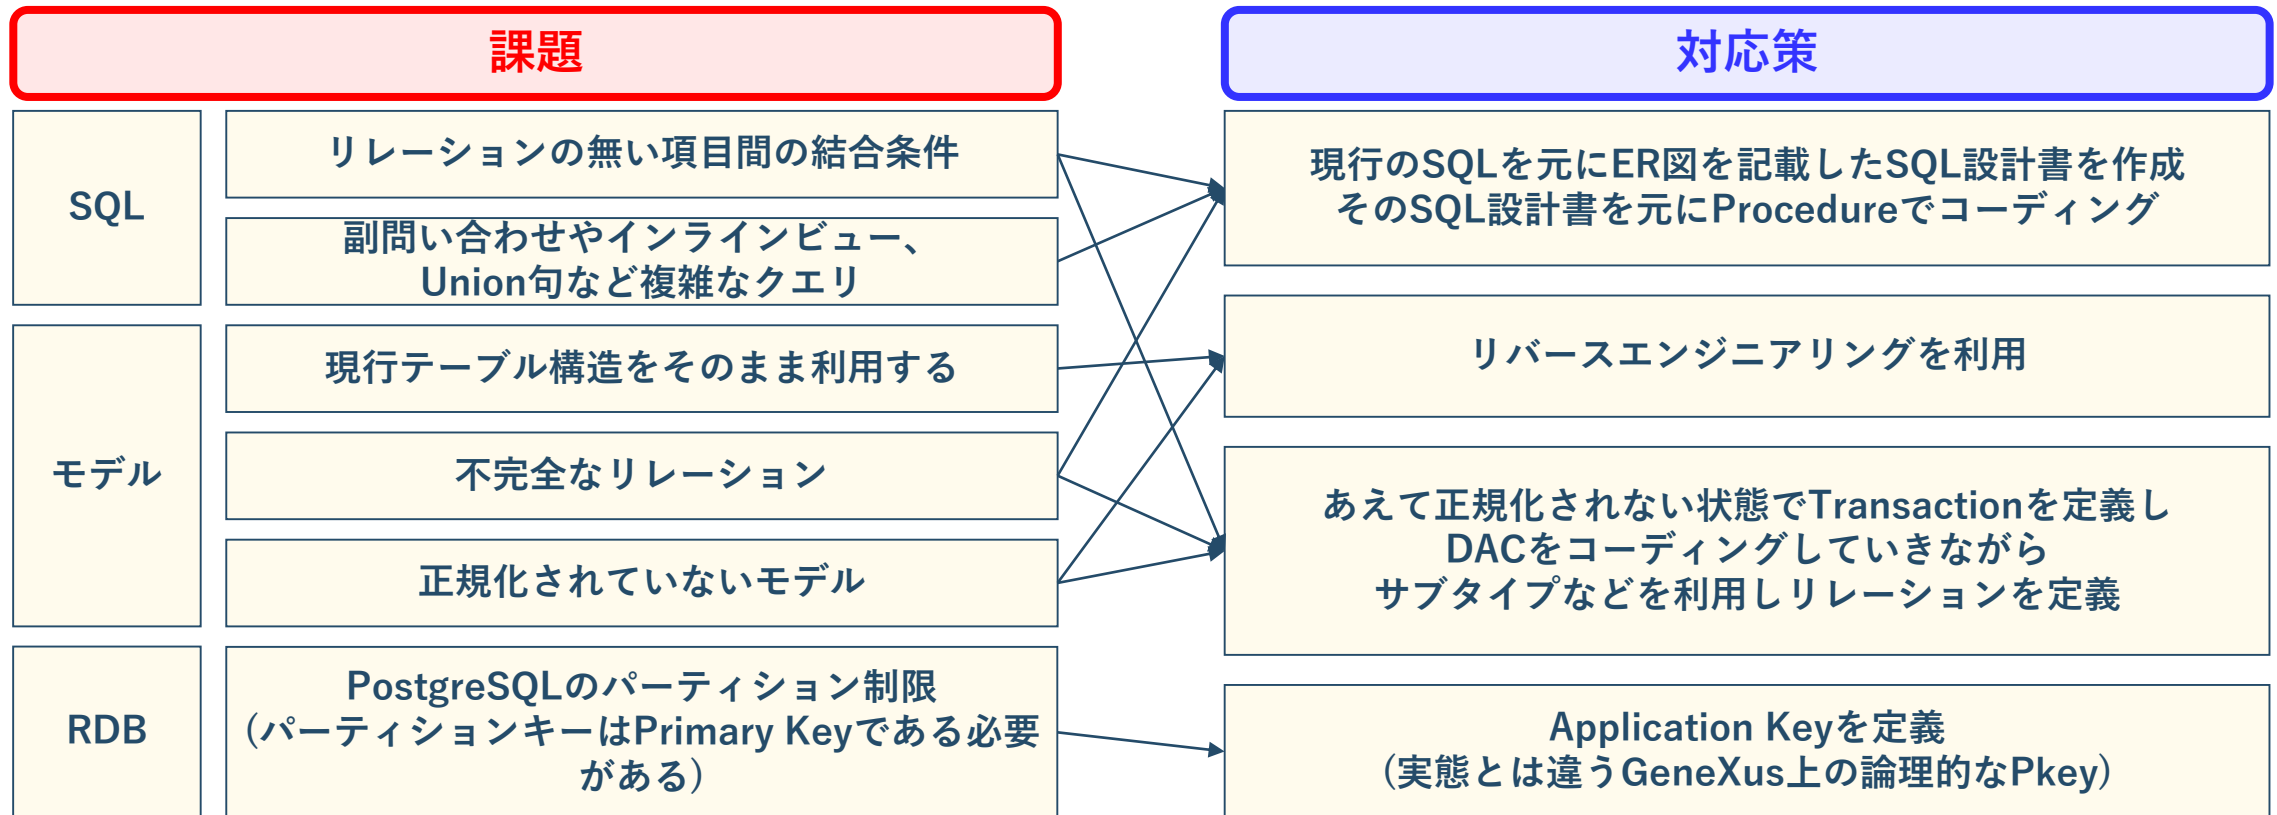 課題
対応策
SQL
リレーションの無い項目間の結合条件
副問い合わせやインラインビュー、
Union句など複雑なクエリ
モデル
現行テーブル構造をそのまま利用する
不完全なリレーション
正規化されていないモデル
RDB
PostgreSQLのパーティション制限
（パーティションキーはPrimary Keyである必要
がある）
現行のSQLを元にER図を記載したSQL設計書を作成
そのSQL設計書を元にProcedureでコーディング
リバースエンジニアリングを利用
あえて正規化されない状態でTransactionを定義し
DACをコーディングしていきながら
サブタイプなどを利用しリレーションを定義
Application Keyを定義
（実態とは違うGeneXus上の論理的なPkey）